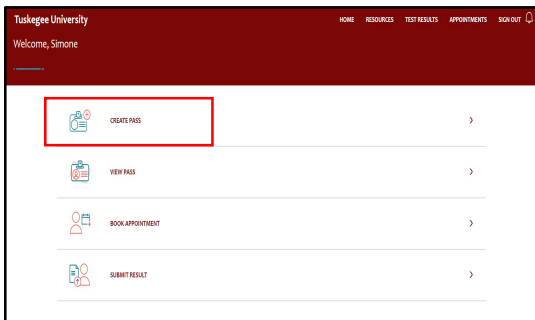 Tuskegee University
HOME RESOURCES TEST RESULTS APPOINTMENTS SIGN OUT
Welcome, Simone
CREATE PASS
VIEW PASS
BOOK APPOINTMENT
SUBMIT RESULT